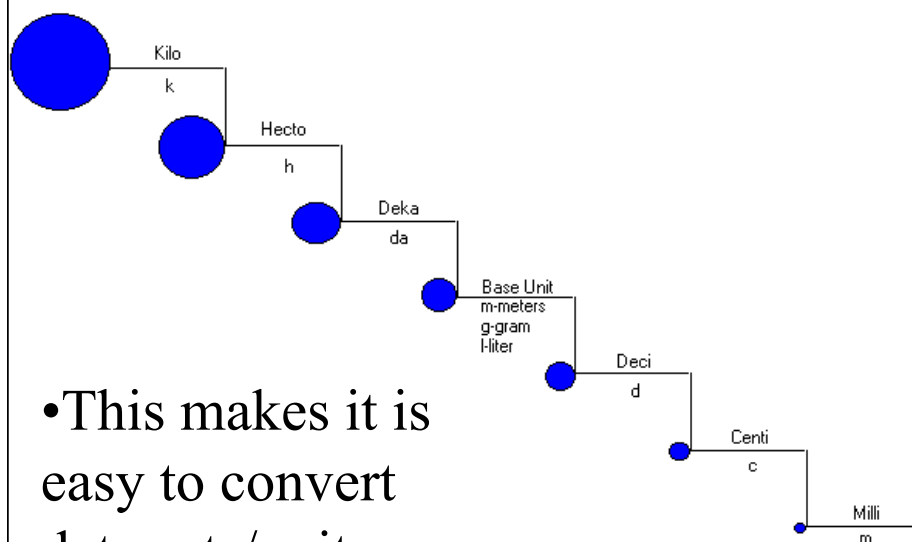 Kilo
k
Hecto
h
Deka
da
Base Unit
m-meters
g-gram
l-liter
Deci
d
Centi
c
Milli
m
•This makes it is
easy to convert